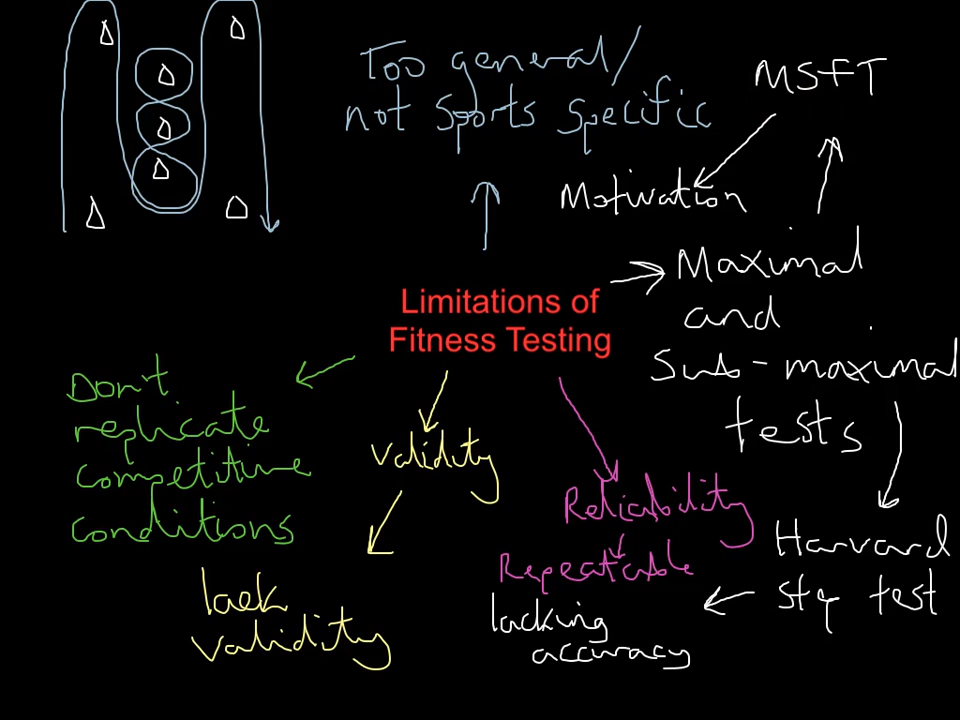 Too general/
not sports specific
MSFT
Motivation
Maximal
and
Sub-maximal
tests
Limitations of
Fitness Testing
Don't
replicate
competitive
conditions
validity
lack
validity
Reliability
Repeatable
Harvard
step test
lacking
accuracy